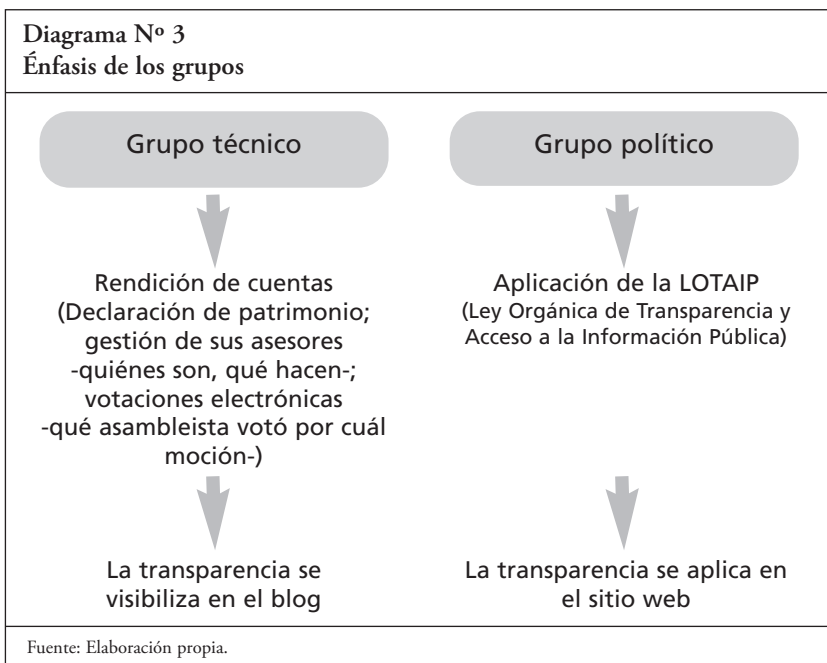 Diagrama Nº 3
Énfasis de los grupos
Grupo técnico
Rendición de cuentas
(Declaración de patrimonio;
gestión de sus asesores
-quiénes son, qué hacen-;
votaciones electrónicas
-qué asambleista votó por cuál
moción-)
La transparencia se
visibiliza en el blog
Grupo político
Aplicación de la LOTAIP
(Ley Orgánica de Transparencia y
Acceso a la Información Pública)
La transparencia se aplica en
el sitio web
Fuente: Elaboración propia.